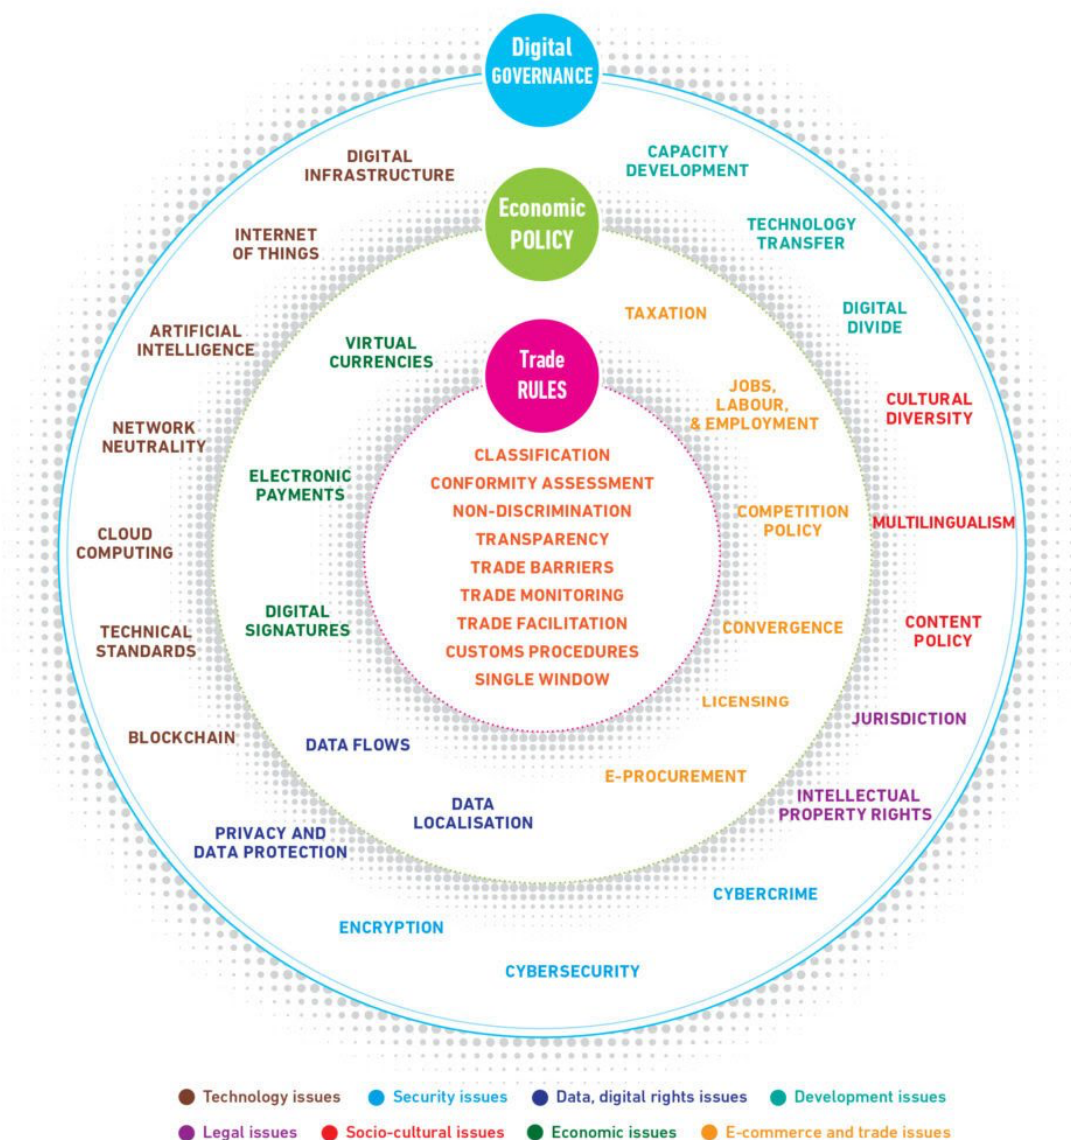 Digital
GOVERNANCE
DIGITAL
INFRASTRUCTURE
CAPACITY
DEVELOPMENT
Economic
POLICY
INTERNET
OF THINGS
TECHNOLOGY
TRANSFER
ARTIFICIAL
INTELLIGENCE
VIRTUAL
CURRENCIES
Trade
RULES
TAXATION
DIGITAL
DIVIDE
NETWORK
NEUTRALITY
JOBS,
LABOUR,
& EMPLOYMENT
CULTURAL
DIVERSITY
ELECTRONIC
PAYMENTS
CLASSIFICATION
CONFORMITY ASSESSMENT
NON-DISCRIMINATION
TRANSPARENCY
TRADE BARRIERS
TRADE MONITORING
TRADE FACILITATION
CUSTOMS PROCEDURES
SINGLE WINDOW
COMPETITION
POLICY
MULTILINGUALISM
CLOUD
COMPUTING
DIGITAL
SIGNATURES
CONVERGENCE
CONTENT
POLICY
TECHNICAL
STANDARDS
LICENSING
JURISDICTION
BLOCKCHAIN
DATA FLOWS
E-PROCUREMENT
DATA
LOCALISATION
INTELLECTUAL
PROPERTY RIGHTS
PRIVACY AND
DATA PROTECTION
CYBERCRIME
ENCRYPTION
CYBERSECURITY
Technology issues
Security issues
Data, digital rights issues
Development issues
Legal issues
Socio-cultural issues
Economic issues
E-commerce and trade issues